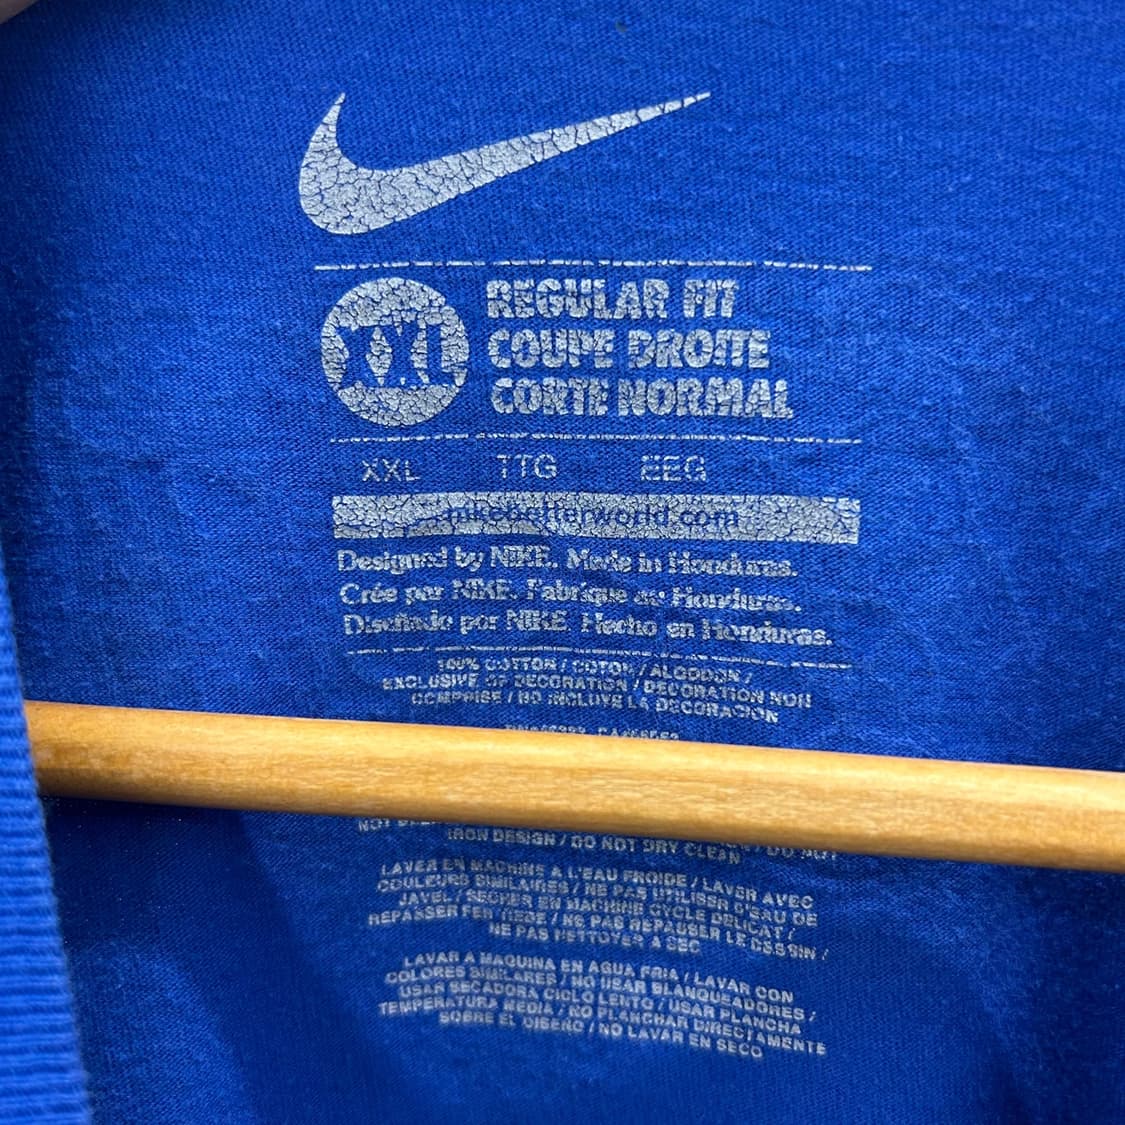 XXL
REGULAR FIT
COUPE DROITE
CORTE NORMAL
XXL TTG EEG
nikebetterworld.com
Designed by NIKE. Made in Honduras.
Crée par NIKE. Fabrique au Honduras.
Diseñado por NIKE. Hecho en Honduras.
100% COTTON / COTON / ALGODON /
EXCLUSIVE OF DECORATION / DECORATION NON
COMPRISE / NO INCLUYE LA DECORACION
NOT / DO NOT
IRON DESIGN / DO NOT DRY CLEAN
LAVER EN MACHINE A L'EAU FROIDE / LAVER AVEC
COULEURS SIMILAIRES / NE PAS UTILISER D'EAU DE
JAVEL / SECHER EN MACHINE CYCLE DELICAT /
REPASSER FER TIEDE / NE PAS REPASSER LE DESSIN /
NE PAS NETTOYER A SEC
LAVAR A MAQUINA EN AGUA FRIA / LAVAR CON
COLORES SIMILARES / NO USAR BLANQUEADORES /
USAR SECADORA CICLO LENTO / USAR PLANCHA
TEMPERATURA MEDIA / NO PLANCHAR DIRECTAMENTE
SOBRE EL DISENO / NO LAVAR EN SECO